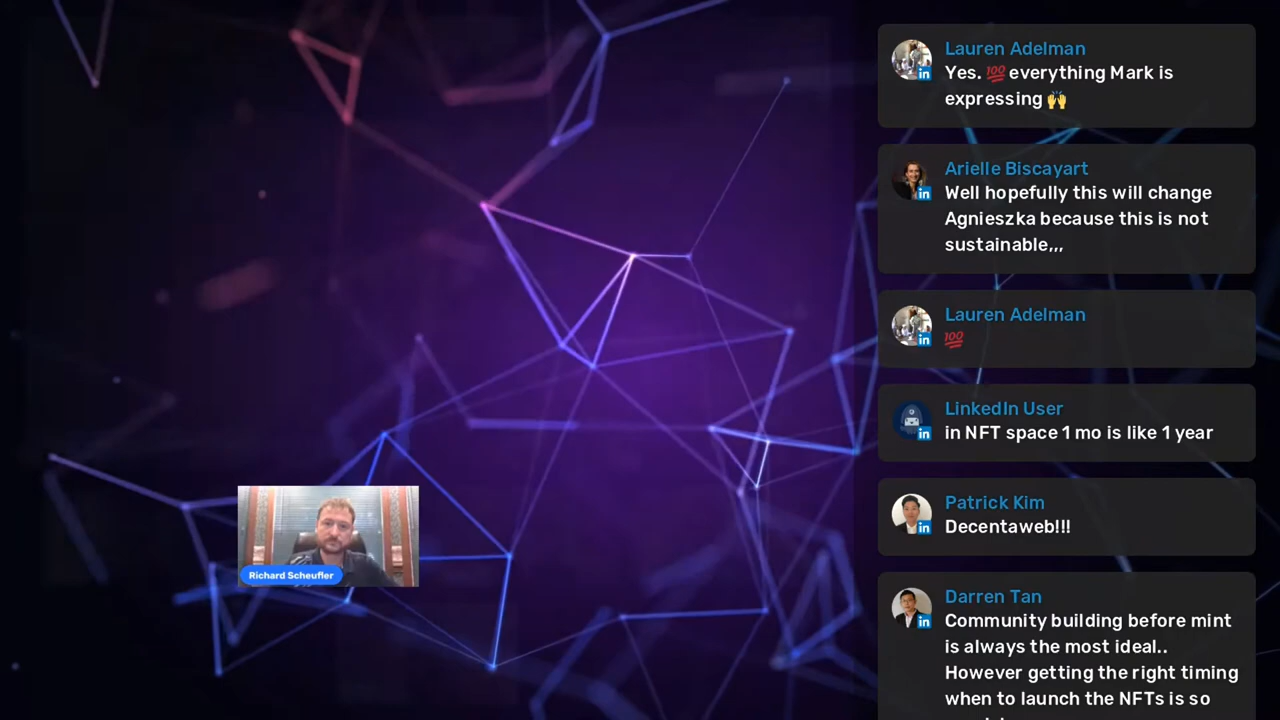 Lauren Adelman
Yes. 💯 everything Mark is
expressing 🙌
Arielle Biscayart
Well hopefully this will change
Agnieszka because this is not
sustainable,,,
Lauren Adelman
💯
LinkedIn User
in NFT space 1 mo is like 1 year
Patrick Kim
Decentaweb!!!
Darren Tan
Community building before mint
is always the most ideal..
However getting the right timing
when to launch the NFTs is so
Richard Scheufler